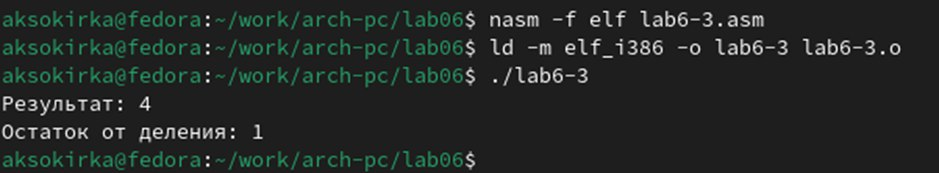 aksokirka@fedora:~/work/arch-pc/lab06$ nasm -f elf lab6-3.asm
aksokirka@fedora:~/work/arch-pc/lab06$ ld -m elf_i386 -o lab6-3 lab6-3.o
aksokirka@fedora:~/work/arch-pc/lab06$ ./lab6-3
Результат: 4
Остаток от деления: 1
aksokirka@fedora:~/work/arch-pc/lab06$